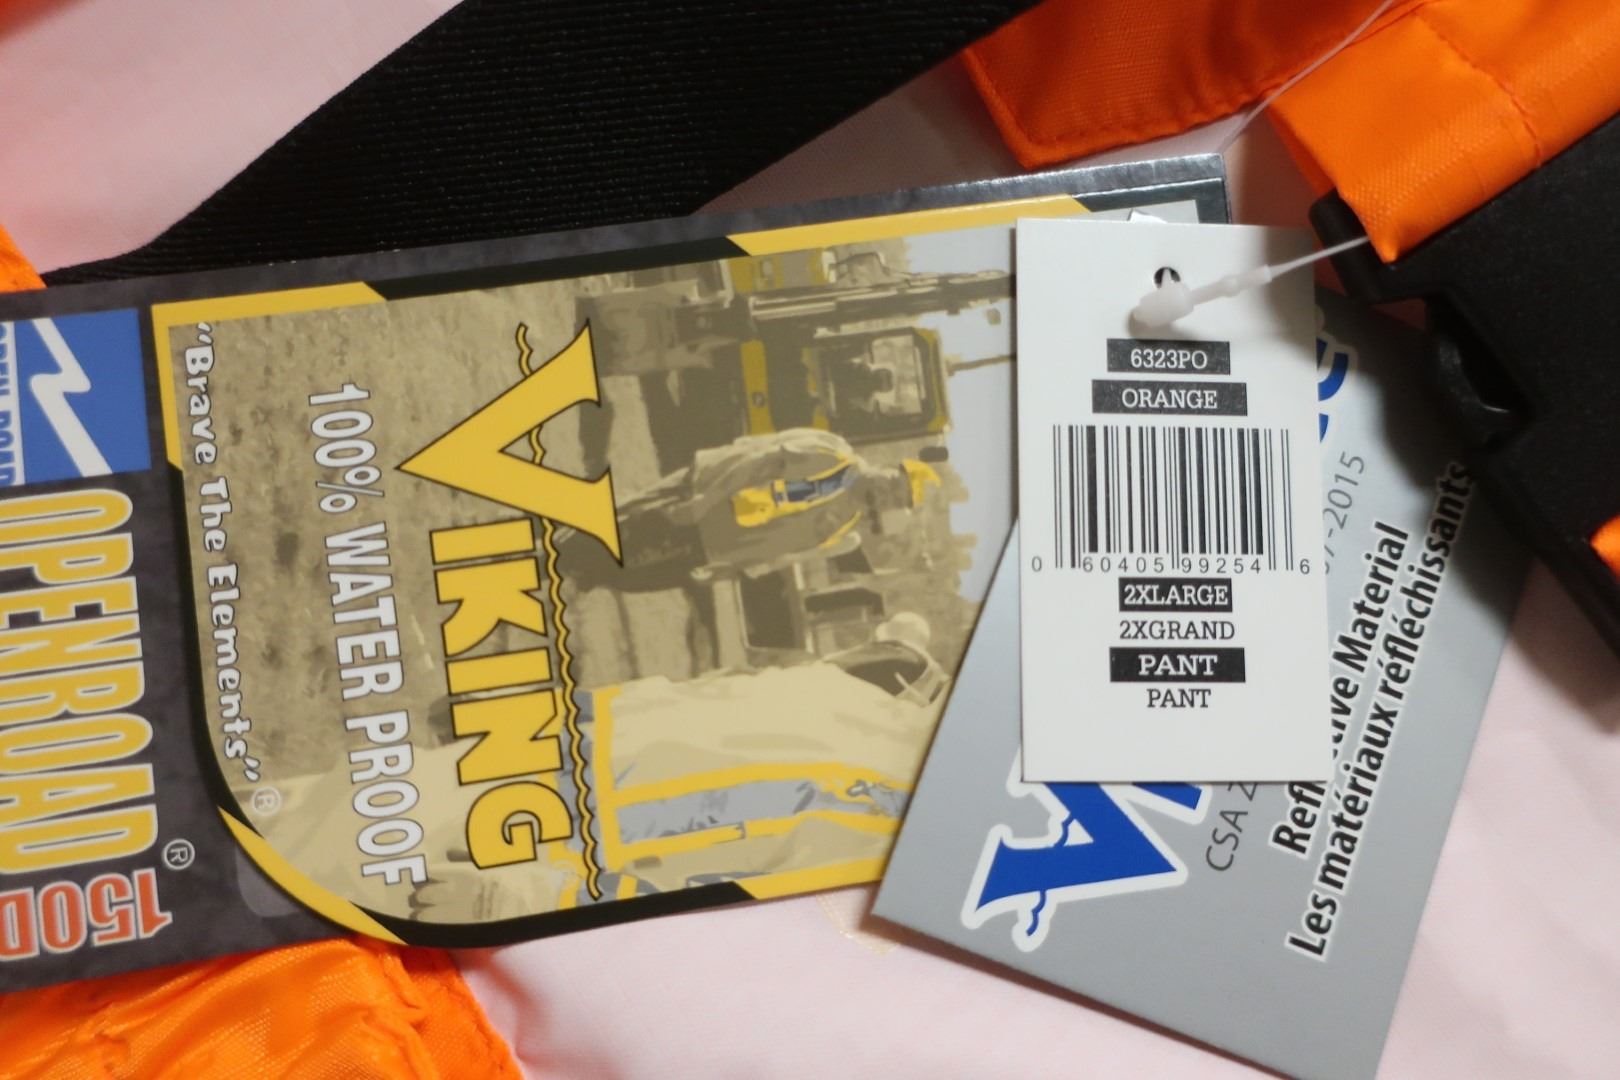 "Brave The Elements"®
100% WATER PROOF
VIKING
OPENROAD®
150D
6323PO
ORANGE
0 60405 99254 6
2XLARGE
2XGRAND
PANT
PANT
-2015
CSA Z
Reflective Material
Les matériaux réfléchissants